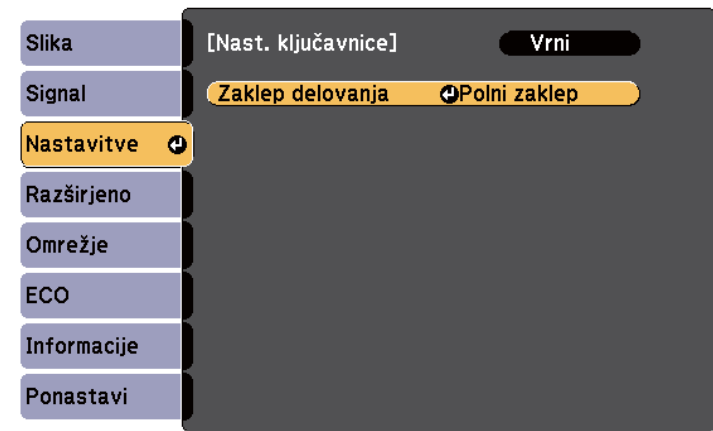 Slika
Signal
Nastavitve
Razširjeno
Omrežje
ECO
Informacije
Ponastavi
[Nast. ključavnice] Vrni
Zaklep delovanja Polni zaklep